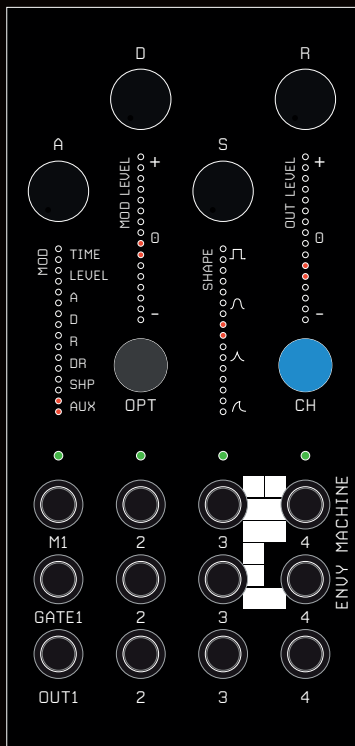 D
R
A
S
MOD LEVEL
+
0
-
OUT LEVEL
+
0
-
MOD
TIME
LEVEL
A
D
R
DR
SHP
AUX
SHAPE
OPT
CH
M1 2 3 4
GATE1 2 3 4
OUT1 2 3 4
ENVY MACHINE